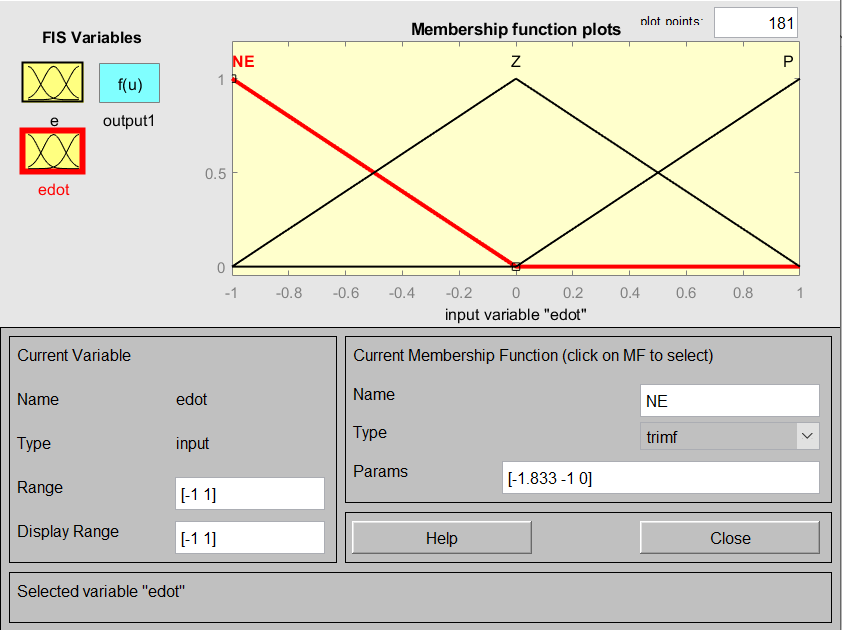 FIS Variables
f(u)
e
output1
edot
Membership function plots
plot points:
181
NE
Z
P
1
0.5
0
-1
-0.8
-0.6
-0.4
-0.2
0
0.2
0.4
0.6
0.8
1
input variable "edot"
Current Variable
Name
edot
Type
input
Range
[-1 1]
Display Range
[-1 1]
Current Membership Function (click on MF to select)
Name
NE
Type
trimf
Params
[-1.833 -1 0]
Help
Close
Selected variable "edot"